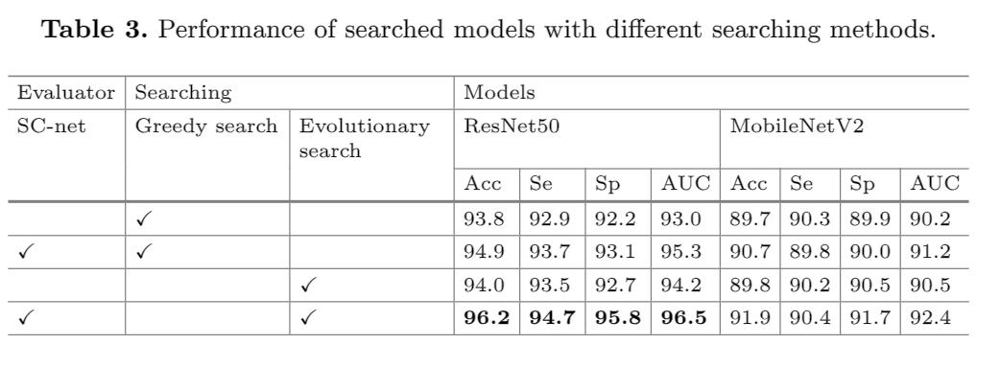 Table 3. Performance of searched models with different searching methods.
Evaluator Searching Models
SC-net Greedy search Evolutionary search ResNet50 MobileNetV2
Acc Se Sp AUC Acc Se Sp AUC
✓ 93.8 92.9 92.2 93.0 89.7 90.3 89.9 90.2
✓ ✓ 94.9 93.7 93.1 95.3 90.7 89.8 90.0 91.2
✓ 94.0 93.5 92.7 94.2 89.8 90.2 90.5 90.5
✓ ✓ 96.2 94.7 95.8 96.5 91.9 90.4 91.7 92.4